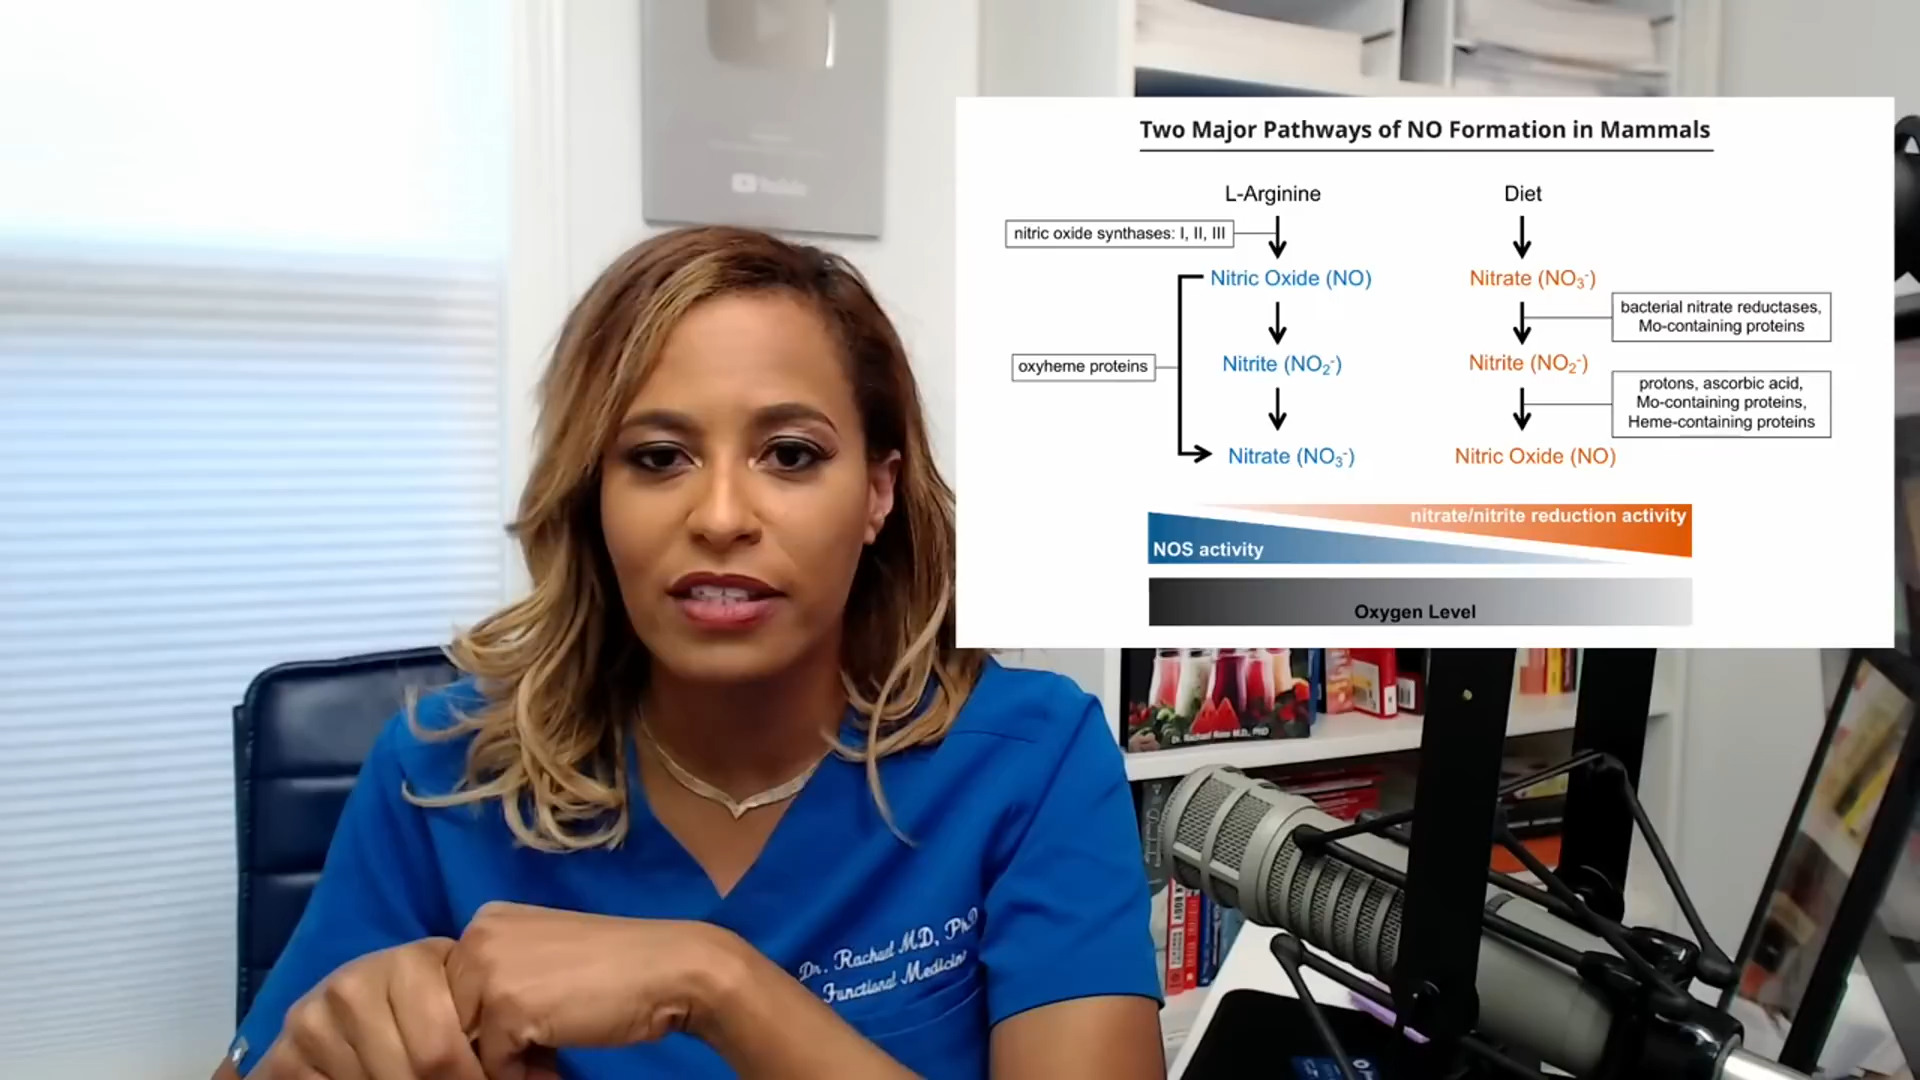 YouTube
Two Major Pathways of NO Formation in Mammals
L-Arginine
Diet
nitric oxide synthases: I, II, III
Nitric Oxide (NO)
Nitrate (NO₃⁻)
bacterial nitrate reductases,
Mo-containing proteins
oxyheme proteins
Nitrite (NO₂⁻)
Nitrite (NO₂⁻)
protons, ascorbic acid,
Mo-containing proteins,
Heme-containing proteins
Nitrate (NO₃⁻)
Nitric Oxide (NO)
nitrate/nitrite reduction activity
NOS activity
Oxygen Level
Dr. Rachael M.D., PhD
Functional Medicine